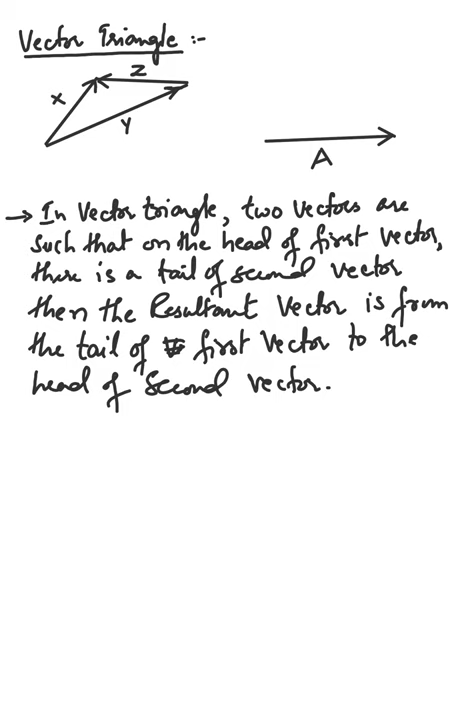 Vector Triangle :-
Z
X
Y
A
→ In Vector triangle, two vectors are
such that on the head of first vector,
there is a tail of second vector
then the Resultant vector is from
the tail of first vector to the
head of second vector.